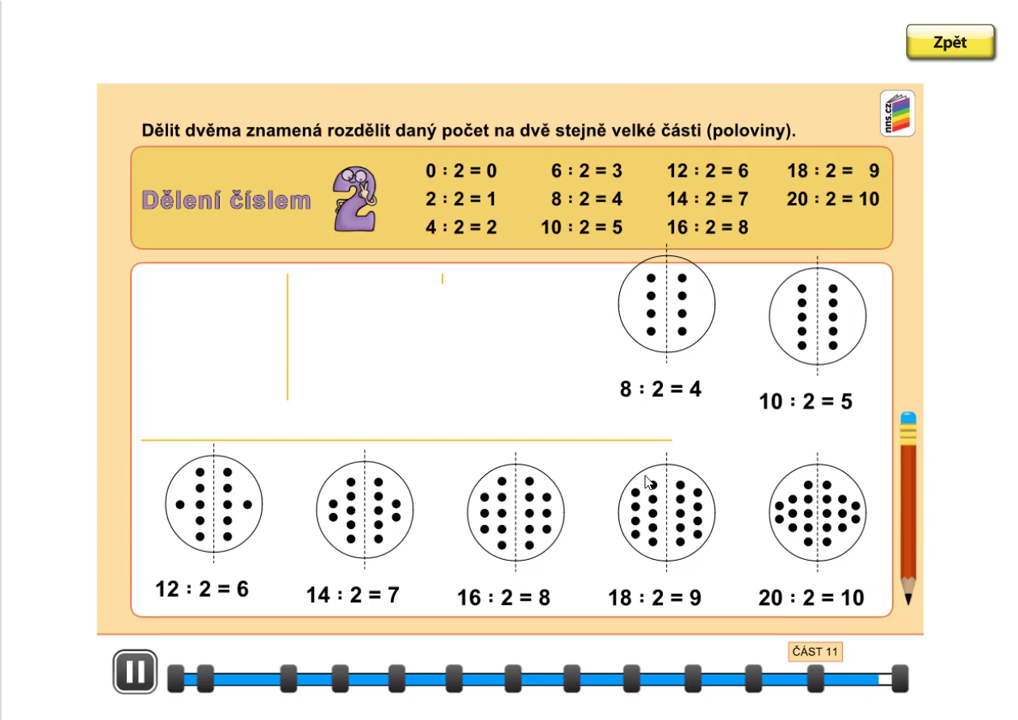 Zpět
nns.cz
Dělit dvěma znamená rozdělit daný počet na dvě stejně velké části (poloviny).
Dělení číslem 2
0 : 2 = 0 6 : 2 = 3 12 : 2 = 6 18 : 2 = 9
2 : 2 = 1 8 : 2 = 4 14 : 2 = 7 20 : 2 = 10
4 : 2 = 2 10 : 2 = 5 16 : 2 = 8
8 : 2 = 4
10 : 2 = 5
12 : 2 = 6
14 : 2 = 7
16 : 2 = 8
18 : 2 = 9
20 : 2 = 10
ČÁST 11